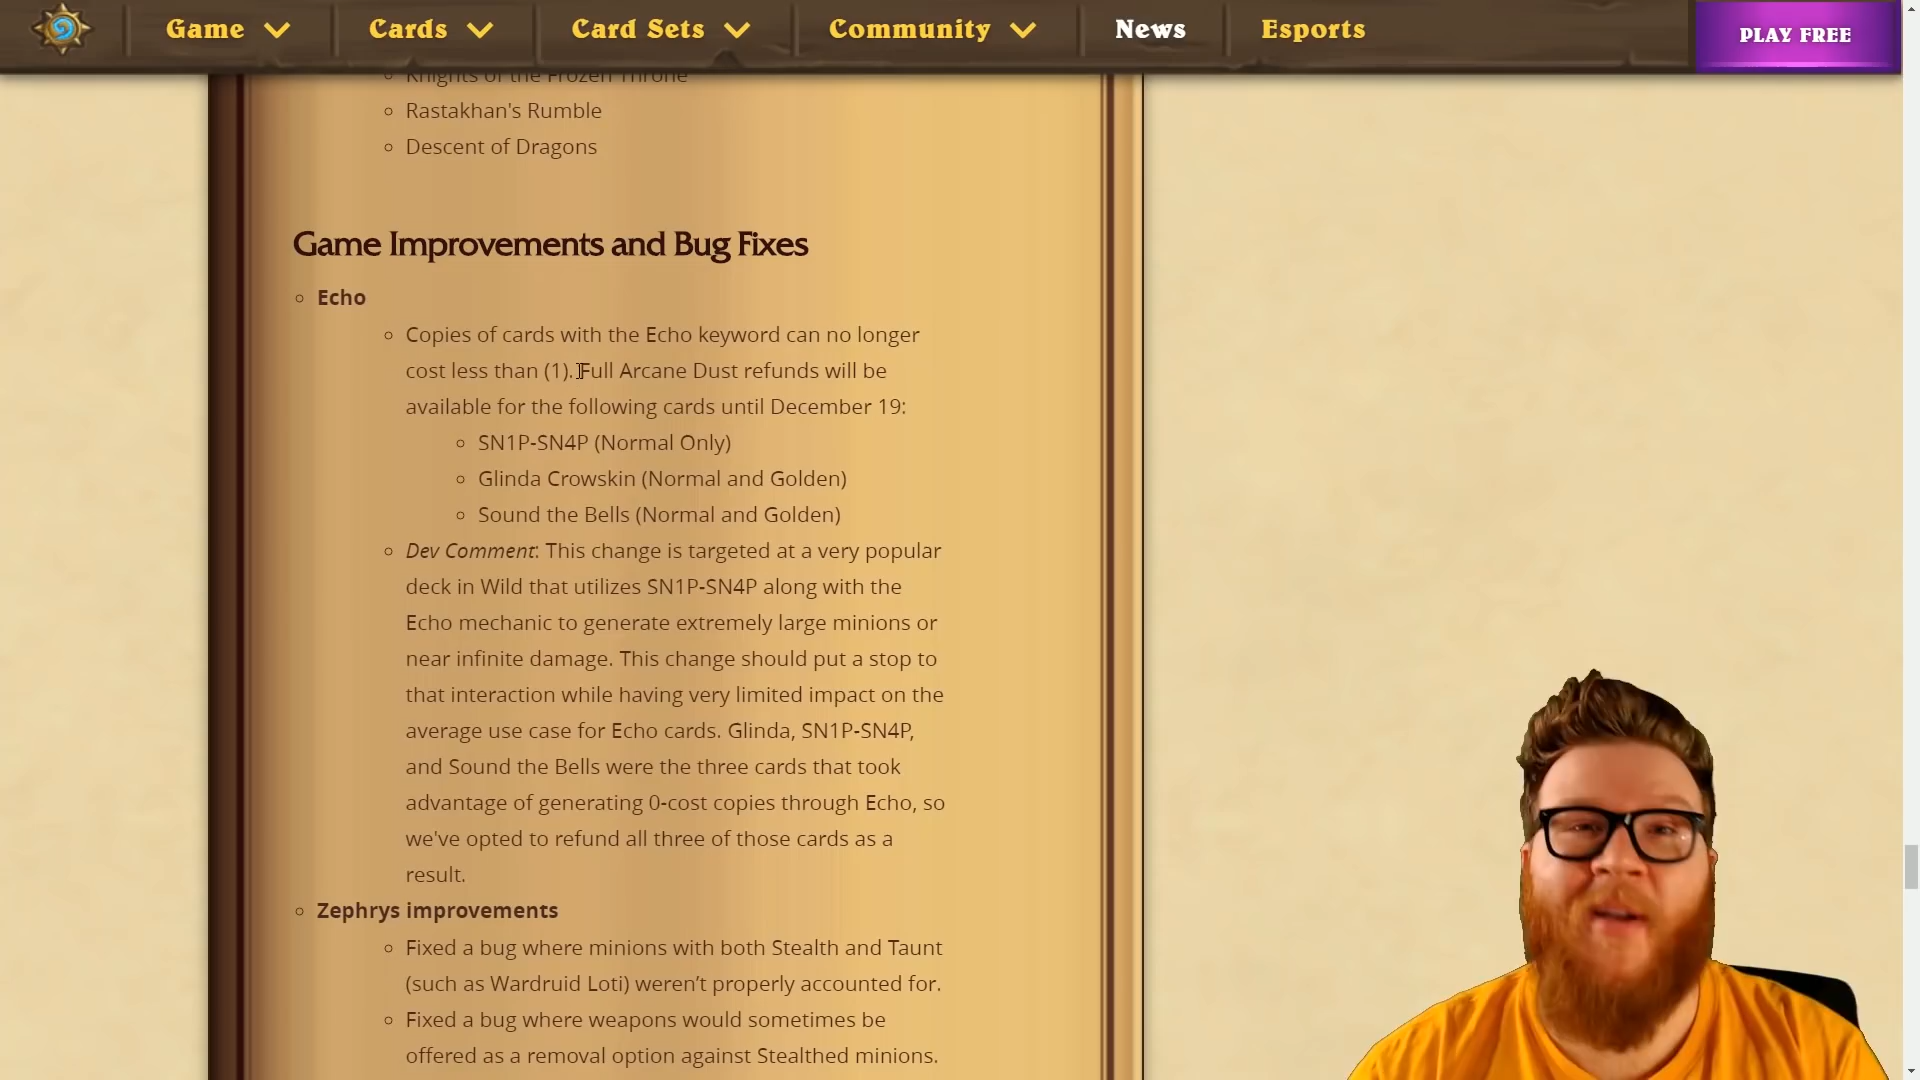 Game Cards Card Sets Community News Esports PLAY FREE
Knights of the Frozen Throne
Rastakhan's Rumble
Descent of Dragons
Game Improvements and Bug Fixes
Echo
Copies of cards with the Echo keyword can no longer
cost less than (1). Full Arcane Dust refunds will be
available for the following cards until December 19:
SN1P-SN4P (Normal Only)
Glinda Crowskin (Normal and Golden)
Sound the Bells (Normal and Golden)
Dev Comment: This change is targeted at a very popular
deck in Wild that utilizes SN1P-SN4P along with the
Echo mechanic to generate extremely large minions or
near infinite damage. This change should put a stop to
that interaction while having very limited impact on the
average use case for Echo cards. Glinda, SN1P-SN4P,
and Sound the Bells were the three cards that took
advantage of generating 0-cost copies through Echo, so
we've opted to refund all three of those cards as a
result.
Zephrys improvements
Fixed a bug where minions with both Stealth and Taunt
(such as Wardruid Loti) weren’t properly accounted for.
Fixed a bug where weapons would sometimes be
offered as a removal option against Stealthed minions.